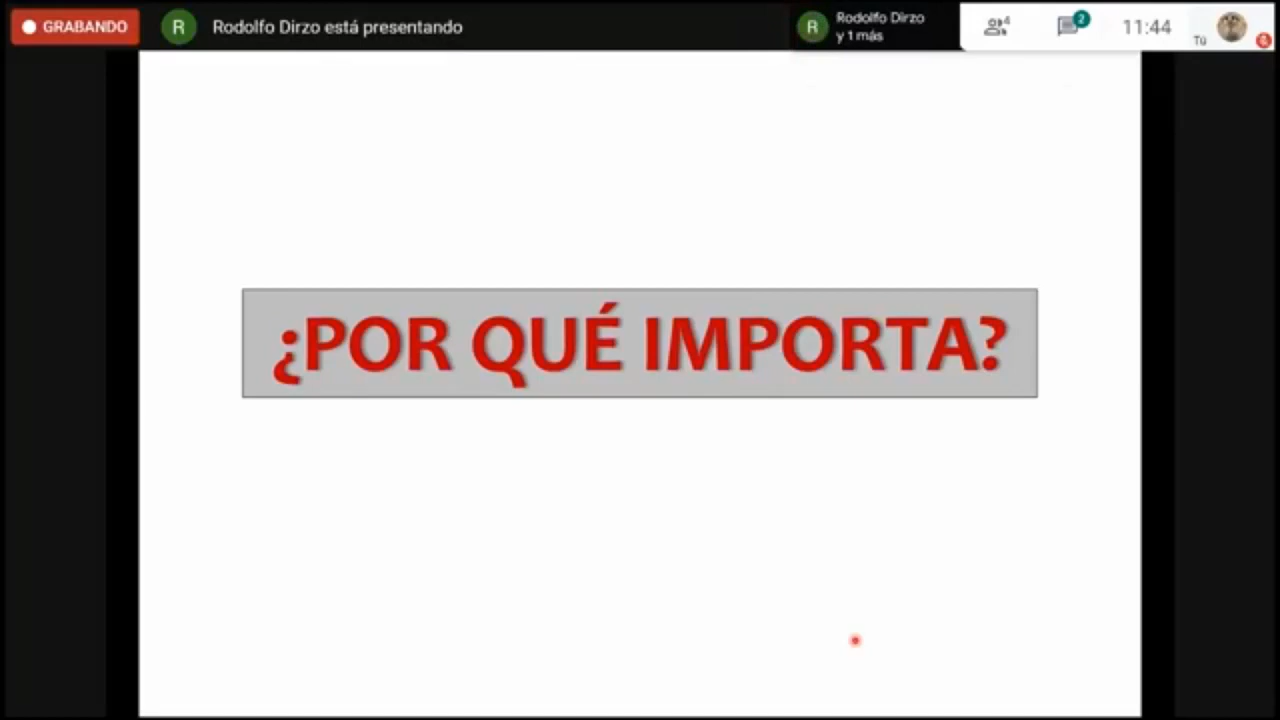 GRABANDO
R
Rodolfo Dirzo está presentando
R
Rodolfo Dirzo
y 1 más
4
2
11:44
Tú
¿POR QUÉ IMPORTA?